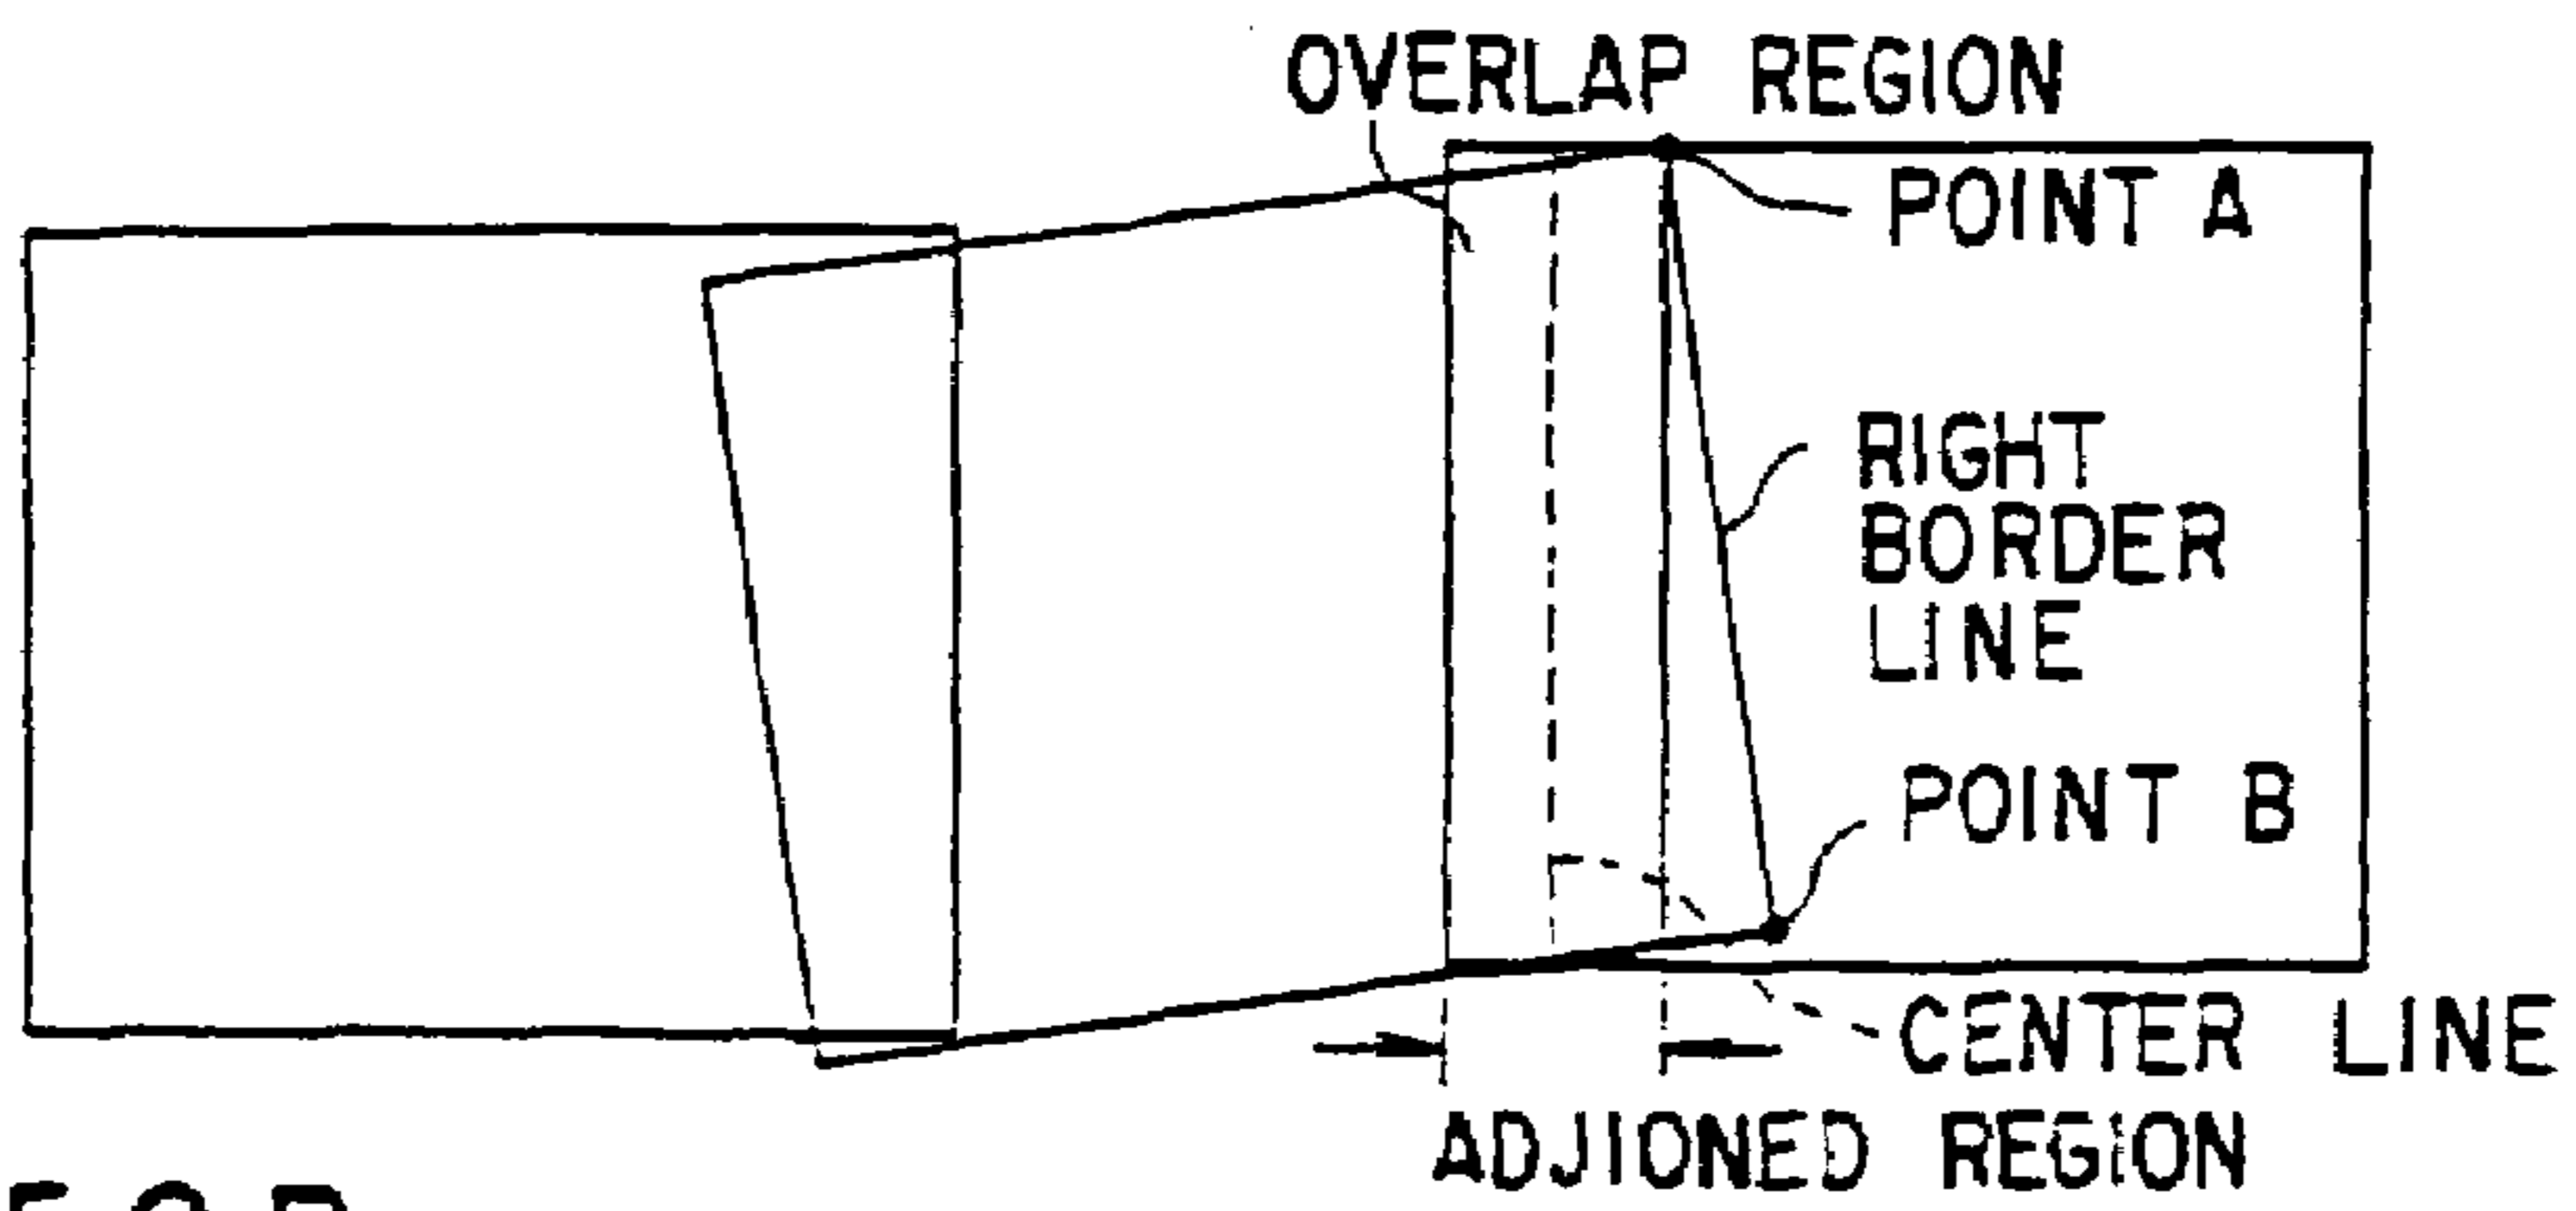 OVERLAP REGION
POINT A
RIGHT
BORDER
LINE
POINT B
CENTER LINE
ADJIONED REGION